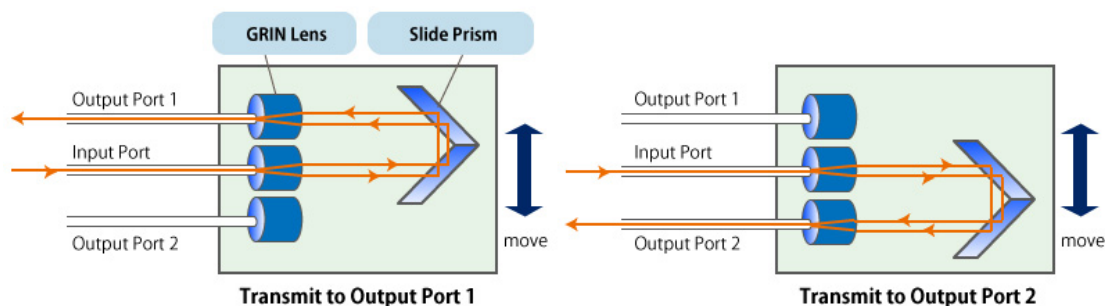 GRIN Lens
Slide Prism
Output Port 1
Input Port
Output Port 2
move
Transmit to Output Port 1
Output Port 1
Input Port
Output Port 2
move
Transmit to Output Port 2